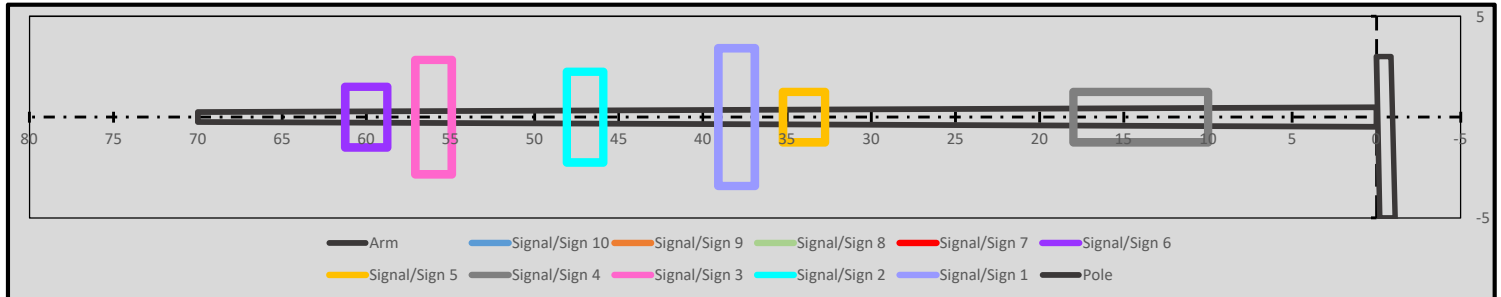 5
80 75 70 65 60 55 50 45 40 35 30 25 20 15 10 5 0 -5
-5
Arm Signal/Sign 10 Signal/Sign 9 Signal/Sign 8 Signal/Sign 7 Signal/Sign 6
Signal/Sign 5 Signal/Sign 4 Signal/Sign 3 Signal/Sign 2 Signal/Sign 1 Pole